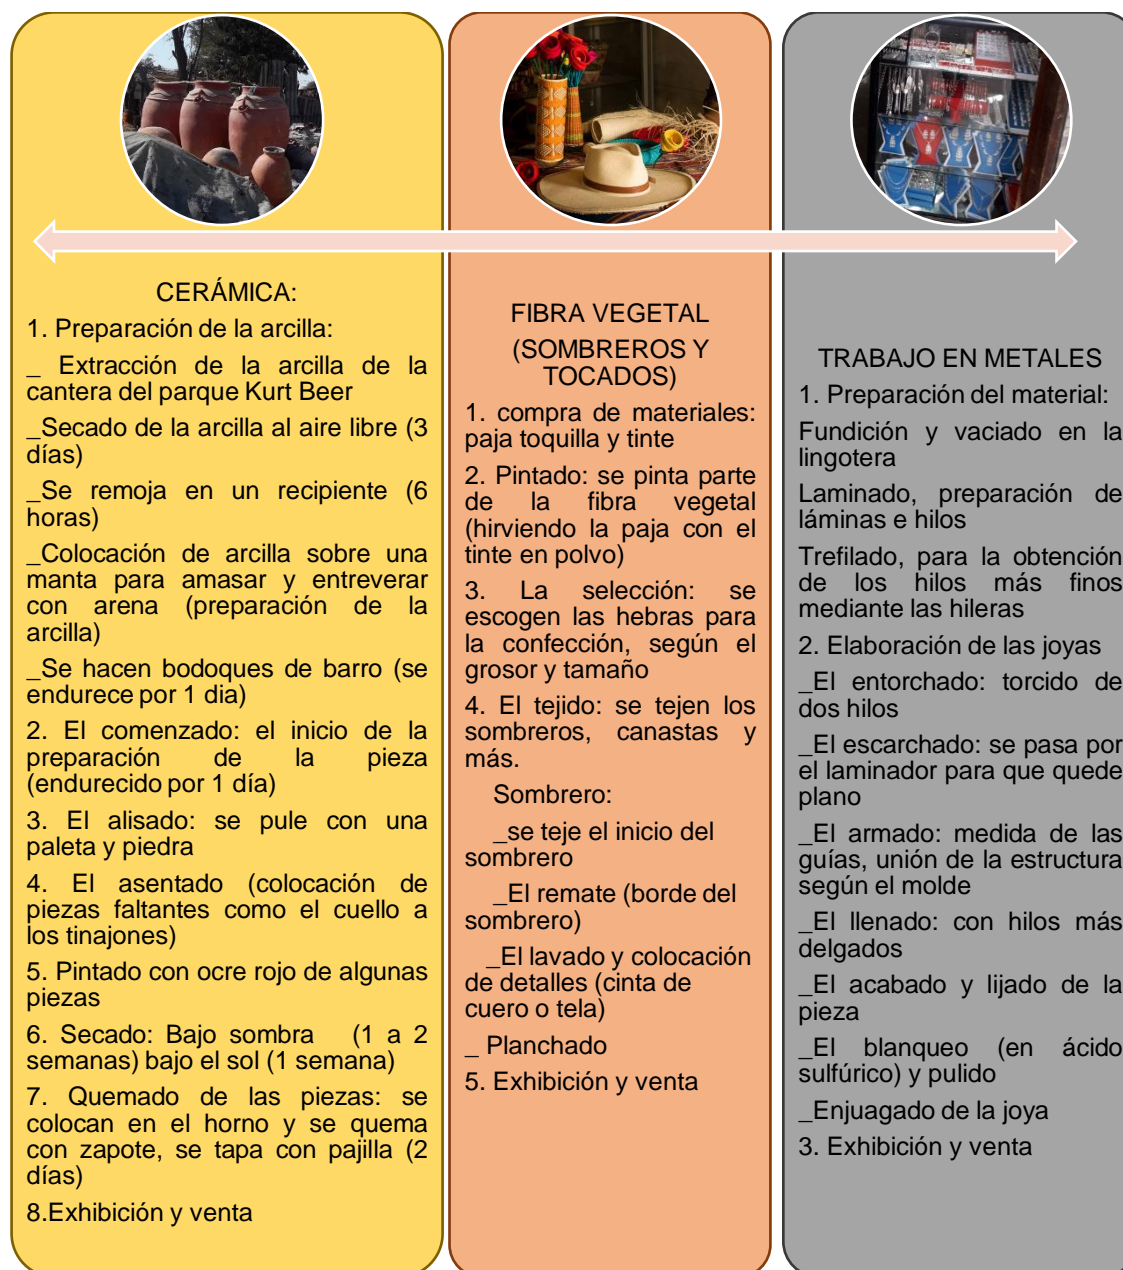 CERÁMICA:
1. Preparación de la arcilla:
_ Extracción de la arcilla de la
cantera del parque Kurt Beer
_Secado de la arcilla al aire libre (3
días)
_Se remoja en un recipiente (6
horas)
_Colocación de arcilla sobre una
manta para amasar y entreverar
con arena (preparación de la
arcilla)
_Se hacen bodoques de barro (se
endurece por 1 dia)
2. El comenzado: el inicio de la
preparación de la pieza
(endurecido por 1 día)
3. El alisado: se pule con una
paleta y piedra
4. El asentado (colocación de
piezas faltantes como el cuello a
los tinajones)
5. Pintado con ocre rojo de algunas
piezas
6. Secado: Bajo sombra (1 a 2
semanas) bajo el sol (1 semana)
7. Quemado de las piezas: se
colocan en el horno y se quema
con zapote, se tapa con pajilla (2
días)
8.Exhibición y venta
FIBRA VEGETAL
(SOMBREROS Y
TOCADOS)
1. compra de materiales:
paja toquilla y tinte
2. Pintado: se pinta parte
de la fibra vegetal
(hirviendo la paja con el
tinte en polvo)
3. La selección: se
escogen las hebras para
la confección, según el
grosor y tamaño
4. El tejido: se tejen los
sombreros, canastas y
más.
Sombrero:
_se teje el inicio del
sombrero
_El remate (borde del
sombrero)
_El lavado y colocación
de detalles (cinta de
cuero o tela)
_ Planchado
5. Exhibición y venta
TRABAJO EN METALES
1. Preparación del material:
Fundición y vaciado en la
lingotera
Laminado, preparación de
láminas e hilos
Trefilado, para la obtención
de los hilos más finos
mediante las hileras
2. Elaboración de las joyas
_El entorchado: torcido de
dos hilos
_El escarchado: se pasa por
el laminador para que quede
plano
_El armado: medida de las
guías, unión de la estructura
según el molde
_El llenado: con hilos más
delgados
_El acabado y lijado de la
pieza
_El blanqueo (en ácido
sulfúrico) y pulido
_Enjuagado de la joya
3. Exhibición y venta